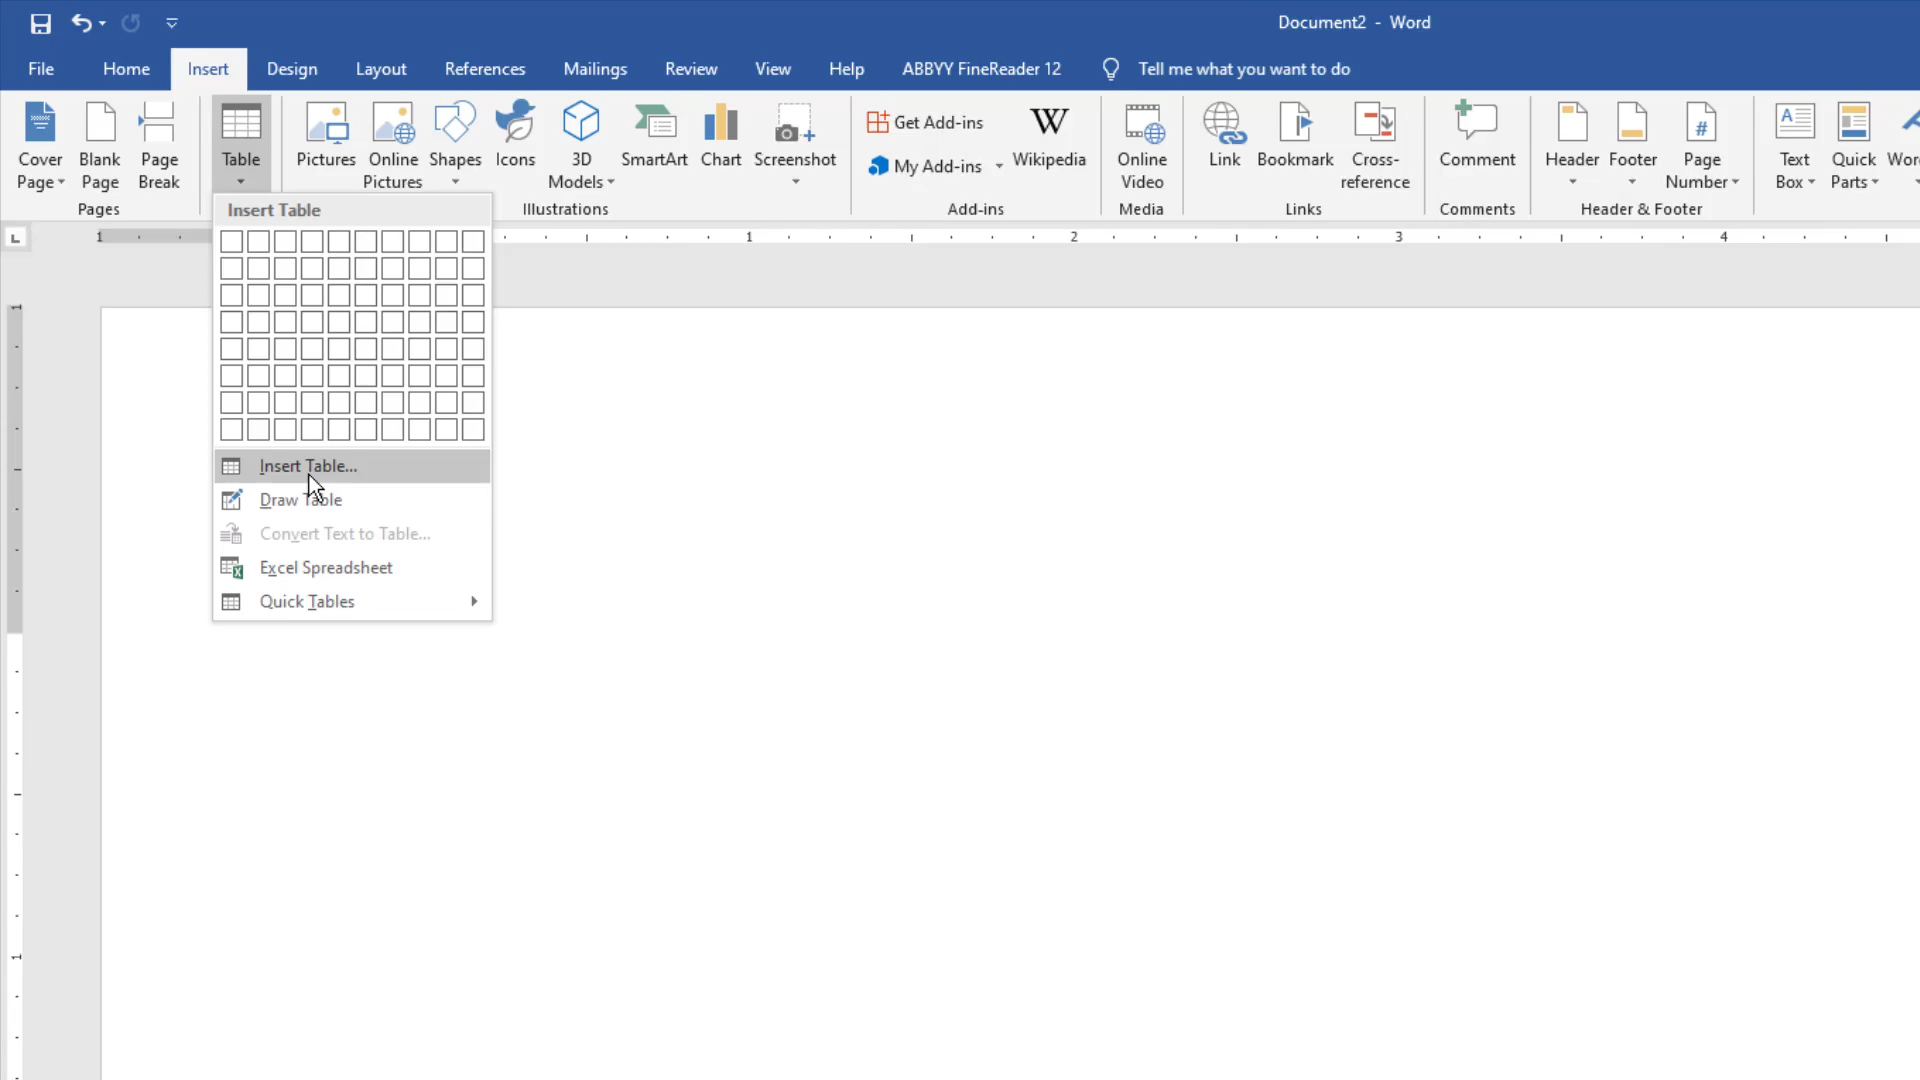 Document2 - Word
File Home Insert Design Layout References Mailings Review View Help ABBYY FineReader 12 Tell me what you want to do
Cover Page
Blank Page
Page Break
Pages
Table
Pictures
Online Pictures
Shapes
Icons
3D Models
SmartArt
Chart
Screenshot
Illustrations
Get Add-ins
My Add-ins
W
Wikipedia
Add-ins
Online Video
Media
Link
Bookmark
Cross-reference
Links
Comment
Comments
Header
Footer
#
Page Number
Header & Footer
A
Text Box
Quick Parts
L
1 1 2 3 4
Insert Table
Insert Table...
Draw Table
Convert Text to Table...
Excel Spreadsheet
Quick Tables
1
1